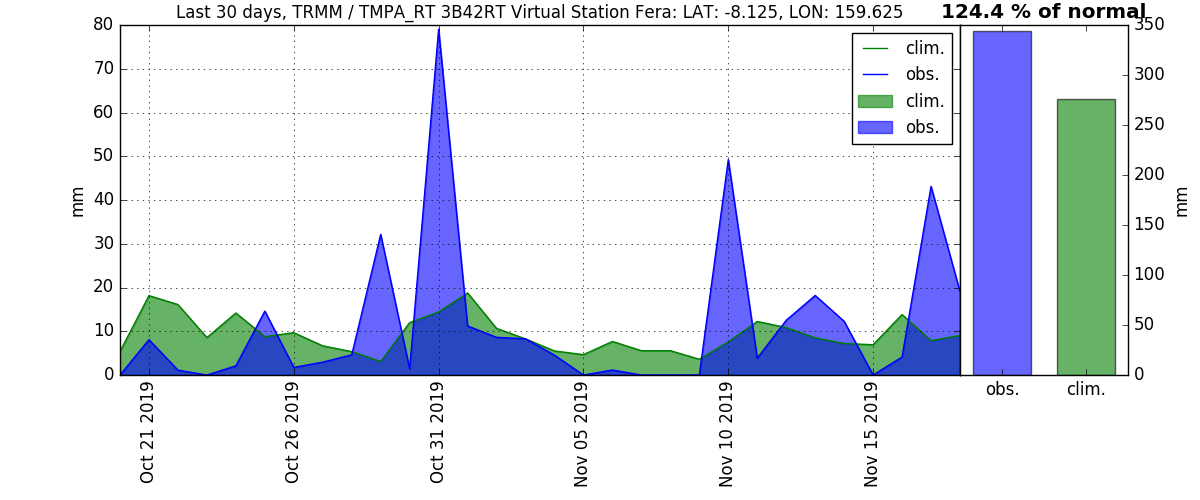 Last 30 days, TRMM / TMPA_RT 3B42RT Virtual Station Fera: LAT: -8.125, LON: 159.625
124.4 % of normal
80
70
60
50
40
30
20
10
0
mm
clim.
obs.
clim.
obs.
350
300
250
200
150
100
50
0
mm
Oct 21 2019
Oct 26 2019
Oct 31 2019
Nov 05 2019
Nov 10 2019
Nov 15 2019
obs.
clim.